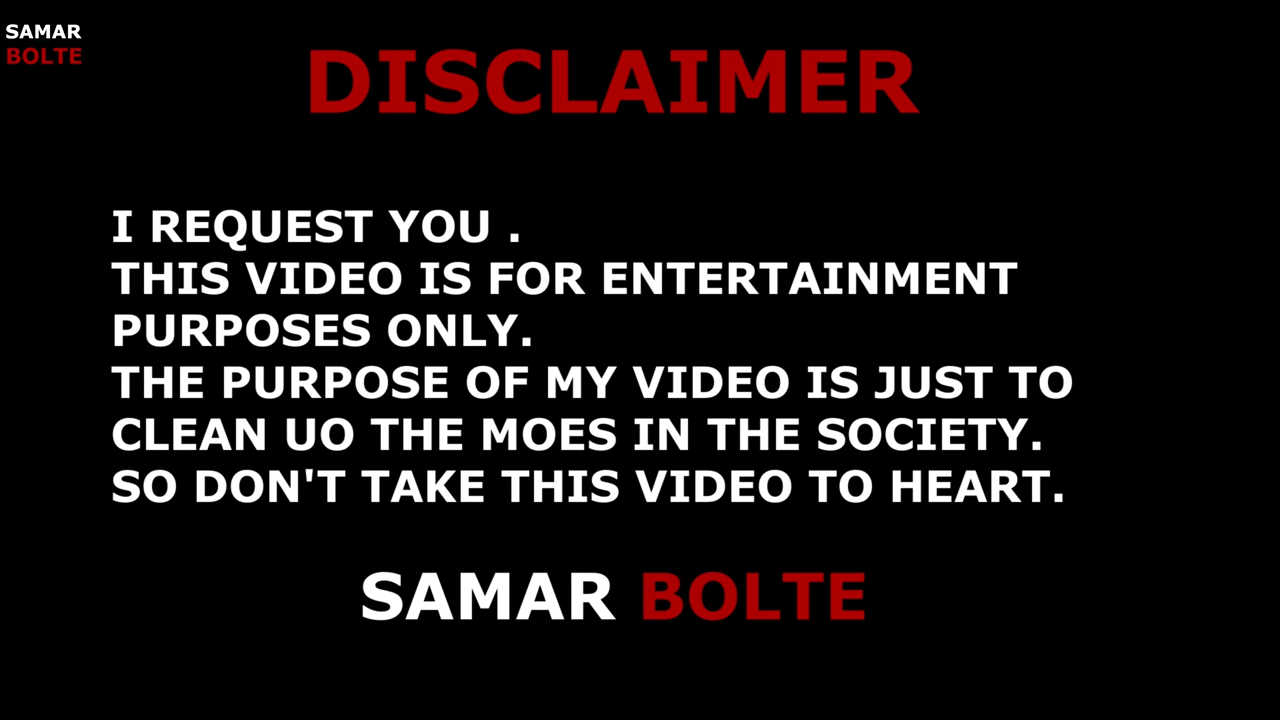 SAMAR
BOLTE
DISCLAIMER
I REQUEST YOU .
THIS VIDEO IS FOR ENTERTAINMENT
PURPOSES ONLY.
THE PURPOSE OF MY VIDEO IS JUST TO
CLEAN UO THE MOES IN THE SOCIETY.
SO DON'T TAKE THIS VIDEO TO HEART.
SAMAR BOLTE